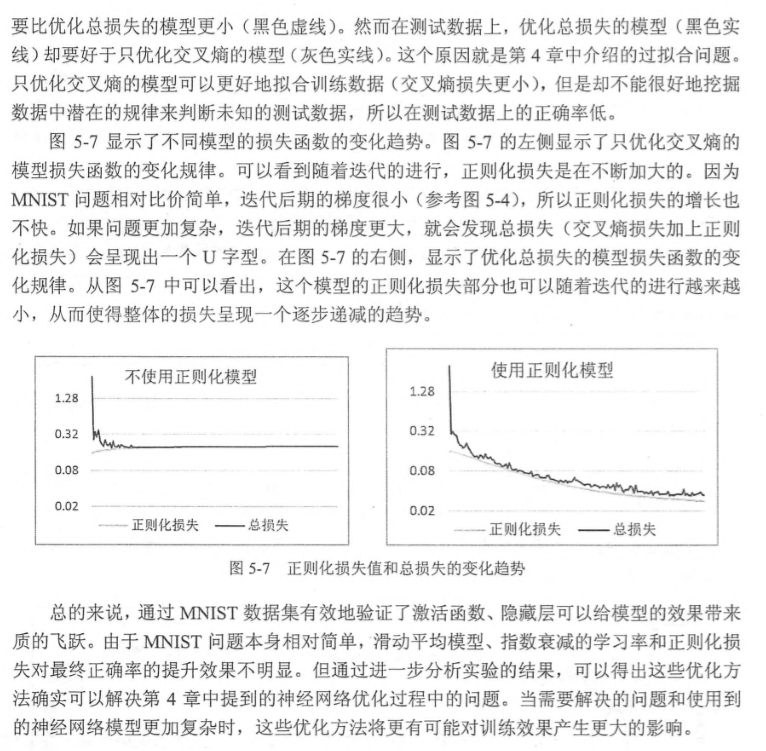 要比优化总损失的模型更小（黑色虚线）。然而在测试数据上，优化总损失的模型（黑色实
线）却要好于只优化交叉熵的模型（灰色实线）。这个原因就是第 4 章中介绍的过拟合问题。
只优化交叉熵的模型可以更好地拟合训练数据（交叉熵损失更小），但是却不能很好地挖掘
数据中潜在的规律来判断未知的测试数据，所以在测试数据上的正确率低。
图 5-7 显示了不同模型的损失函数的变化趋势。图 5-7 的左侧显示了只优化交叉熵的
模型损失函数的变化规律。可以看到随着迭代的进行，正则化损失是在不断加大的。因为
MNIST 问题相对比价简单，迭代后期的梯度很小（参考图 5-4），所以正则化损失的增长也
不快。如果问题更加复杂，迭代后期的梯度更大，就会发现总损失（交叉熵损失加上正则
化损失）会呈现出一个 U 字型。在图 5-7 的右侧，显示了优化总损失的模型损失函数的变
化规律。从图 5-7 中可以看出，这个模型的正则化损失部分也可以随着迭代的进行越来越
小，从而使得整体的损失呈现一个逐步递减的趋势。
不使用正则化模型
1.28
0.32
0.08
0.02
正则化损失 总损失
使用正则化模型
1.28
0.32
0.08
0.02
正则化损失 总损失
图 5-7 正则化损失值和总损失的变化趋势
总的来说，通过 MNIST 数据集有效地验证了激活函数、隐藏层可以给模型的效果带来
质的飞跃。由于 MNIST 问题本身相对简单，滑动平均模型、指数衰减的学习率和正则化损
失对最终正确率的提升效果不明显。但通过进一步分析实验的结果，可以得出这些优化方
法确实可以解决第 4 章中提到的神经网络优化过程中的问题。当需要解决的问题和使用到
的神经网络模型更加复杂时，这些优化方法将更有可能对训练效果产生更大的影响。